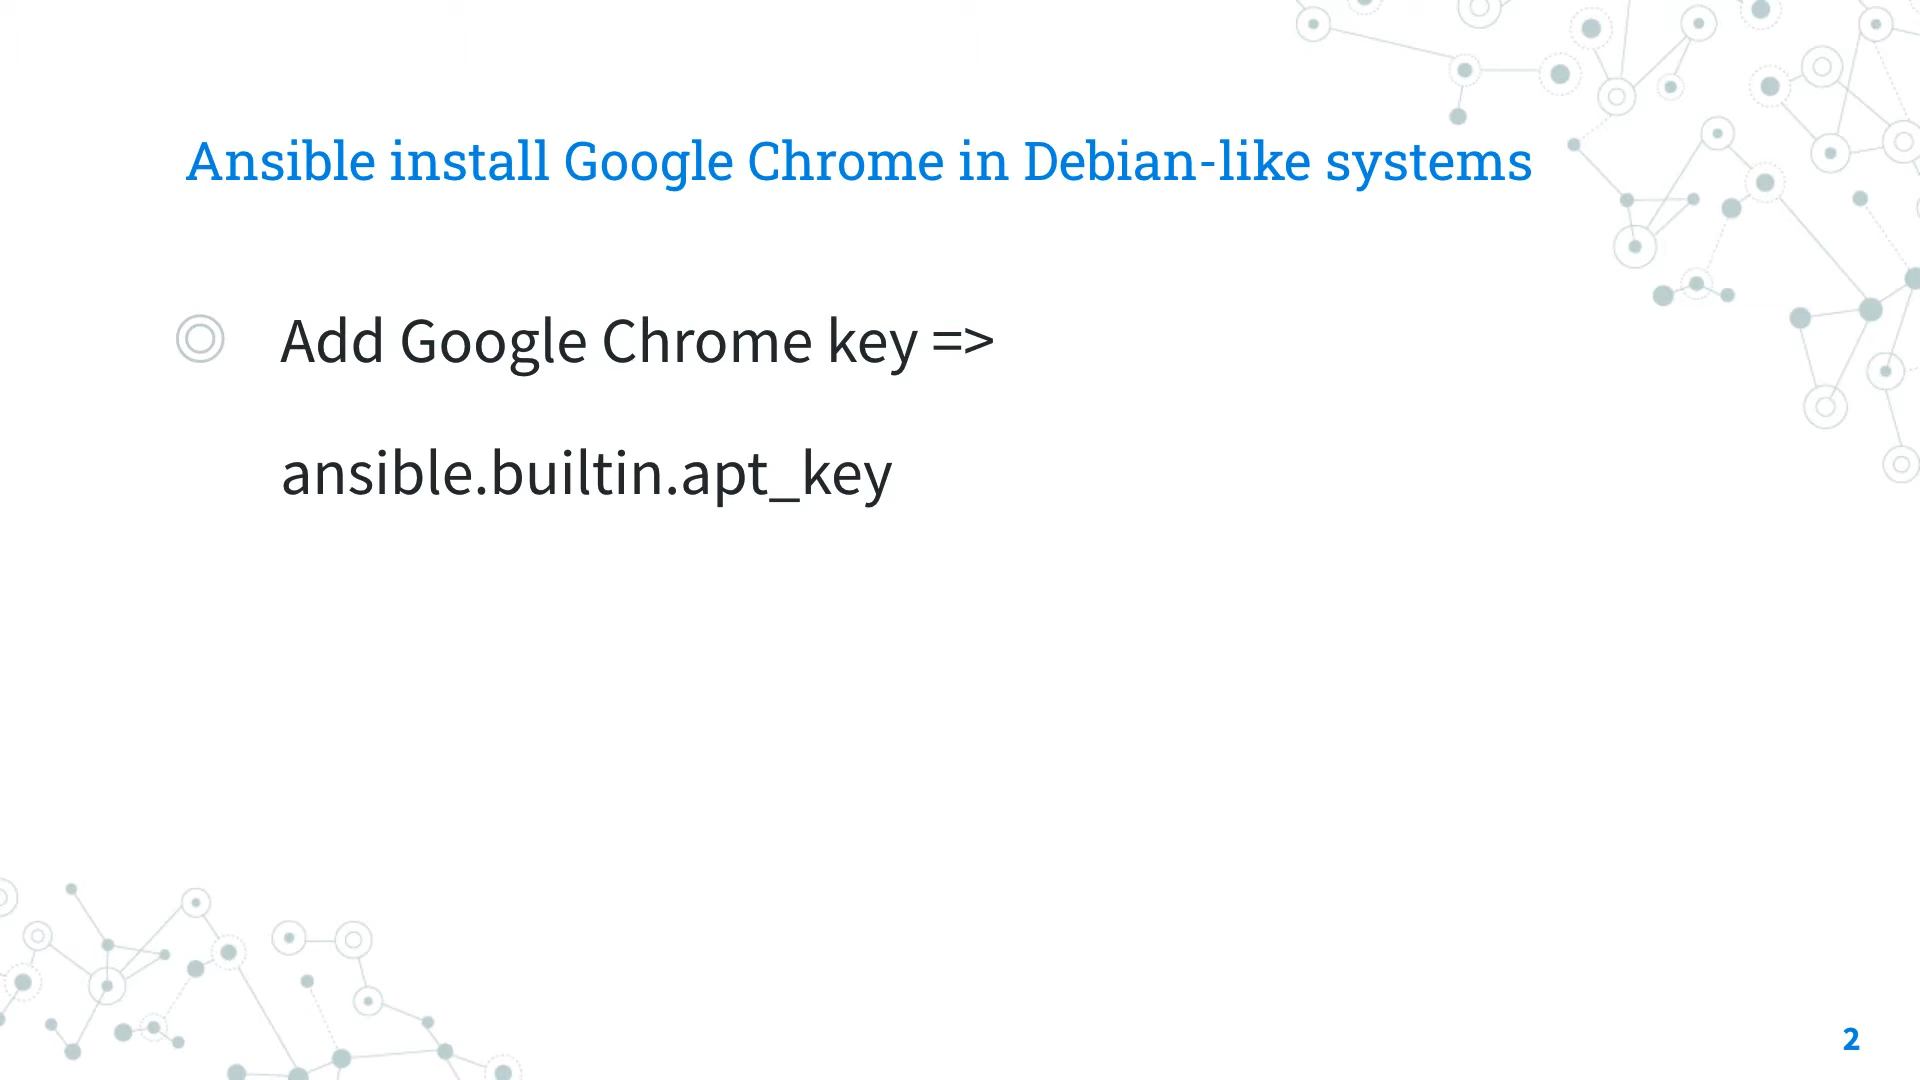 Ansible install Google Chrome in Debian-like systems
Add Google Chrome key =>
ansible.builtin.apt_key
2